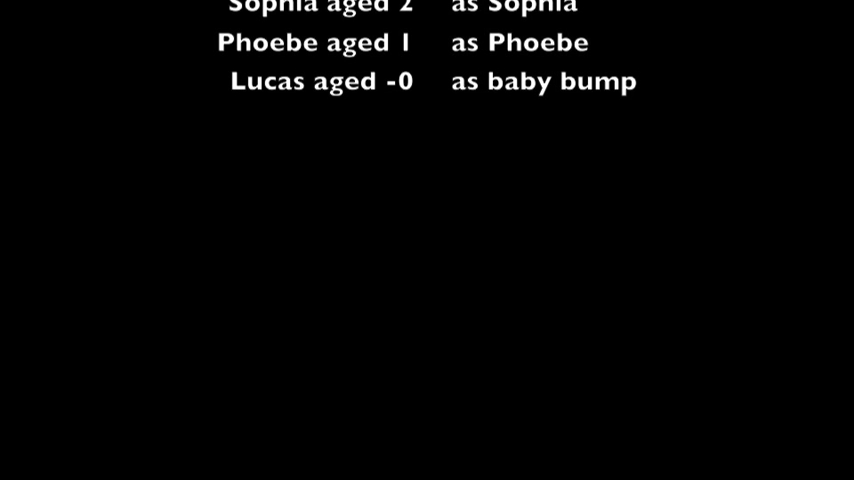 Sophia aged 2 as Sophia
Phoebe aged 1 as Phoebe
Lucas aged -0 as baby bump